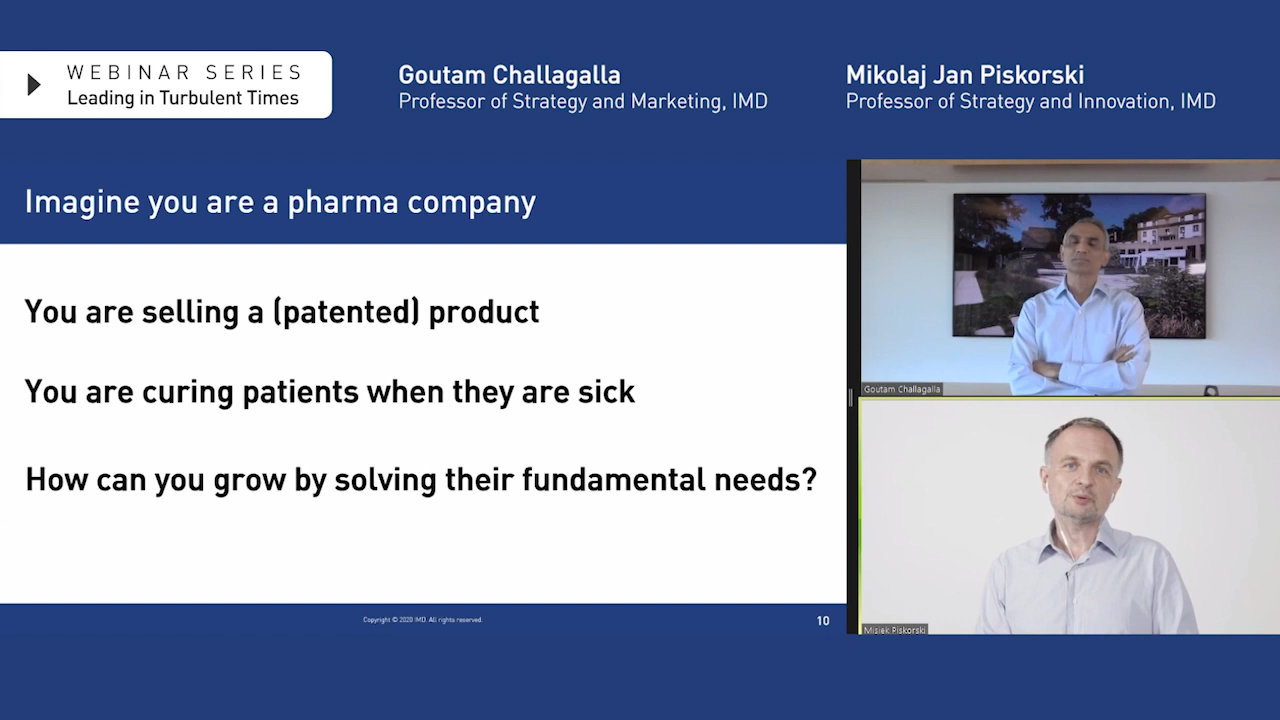 WEBINAR SERIES
Leading in Turbulent Times
Goutam Challagalla
Professor of Strategy and Marketing, IMD
Mikolaj Jan Piskorski
Professor of Strategy and Innovation, IMD
Imagine you are a pharma company
You are selling a (patented) product
You are curing patients when they are sick
How can you grow by solving their fundamental needs?
Copyright © 2020 IMD. All rights reserved.
10
Goutam Challagalla
Misiek Piskorski